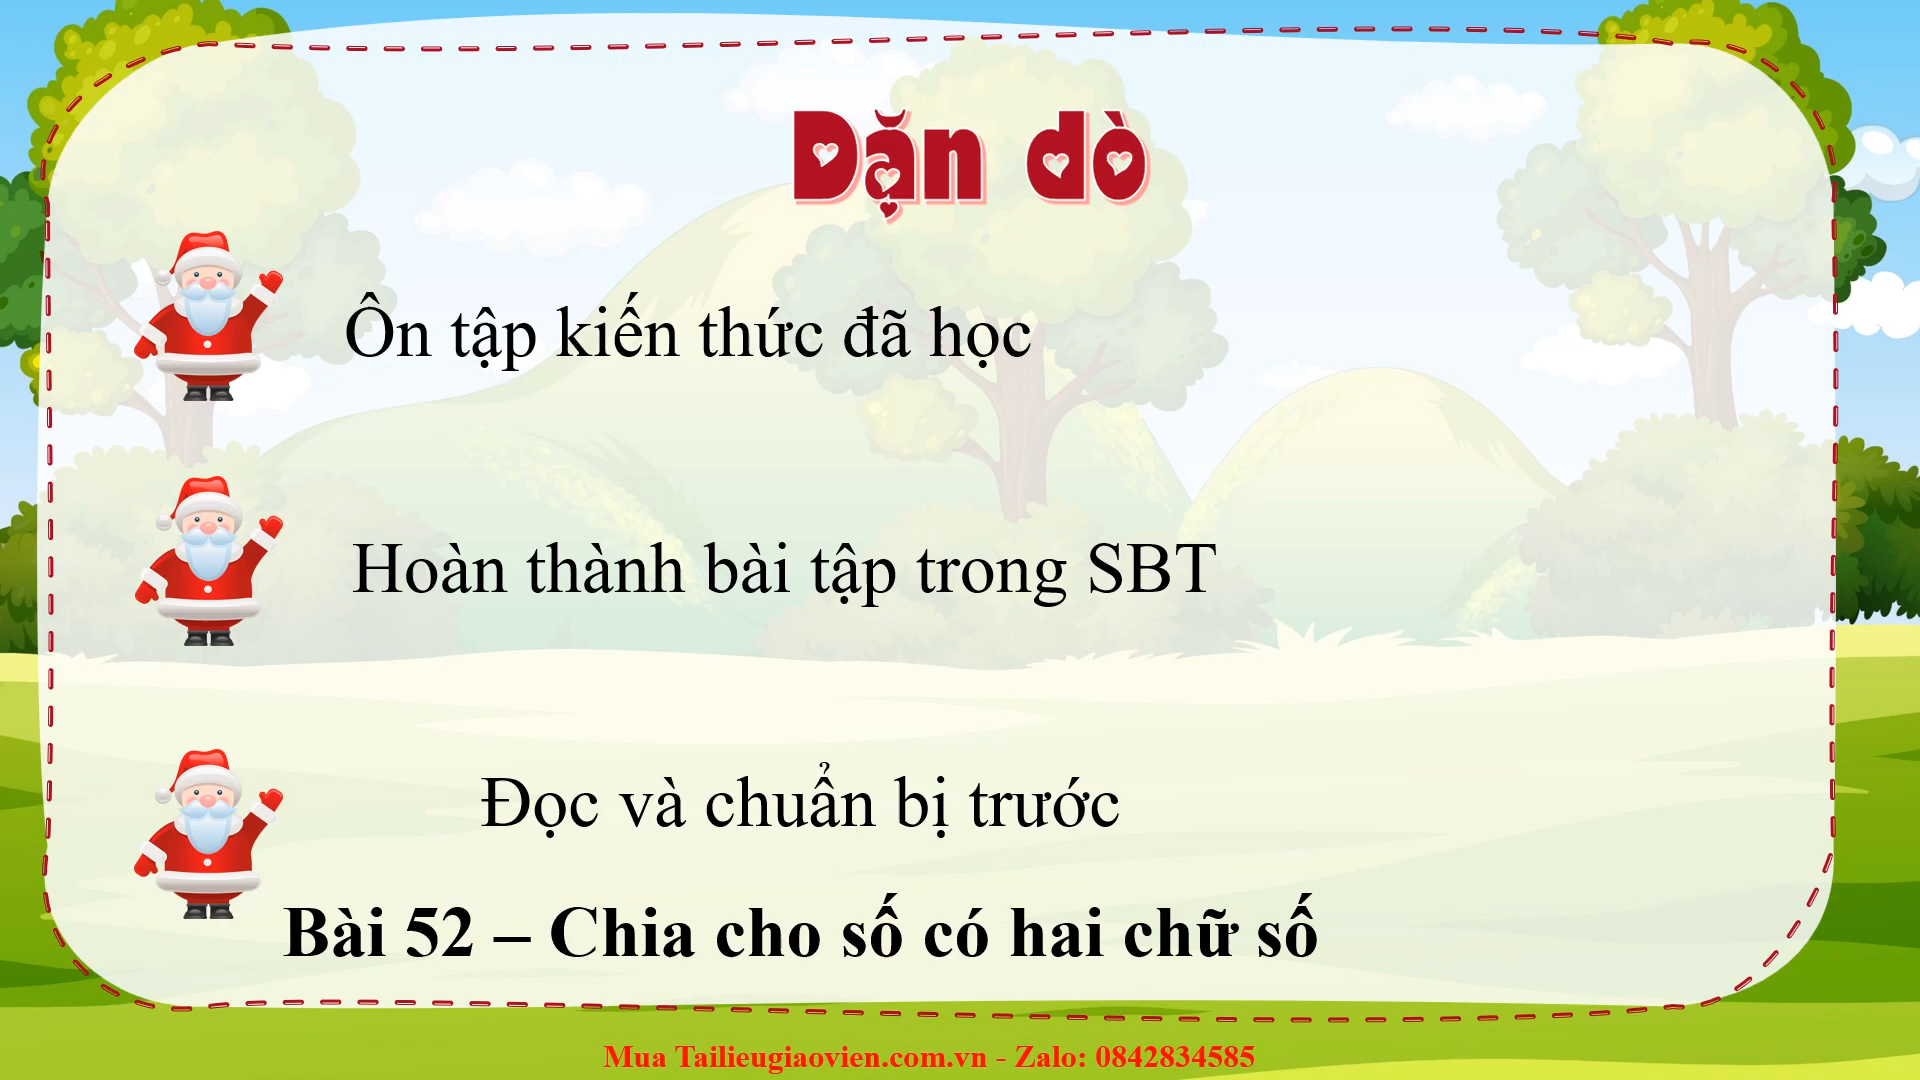 Dặn dò
Ôn tập kiến thức đã học
Hoàn thành bài tập trong SBT
Đọc và chuẩn bị trước
Bài 52 – Chia cho số có hai chữ số
Mua Tailieugiaovien.com.vn - Zalo: 0842834585